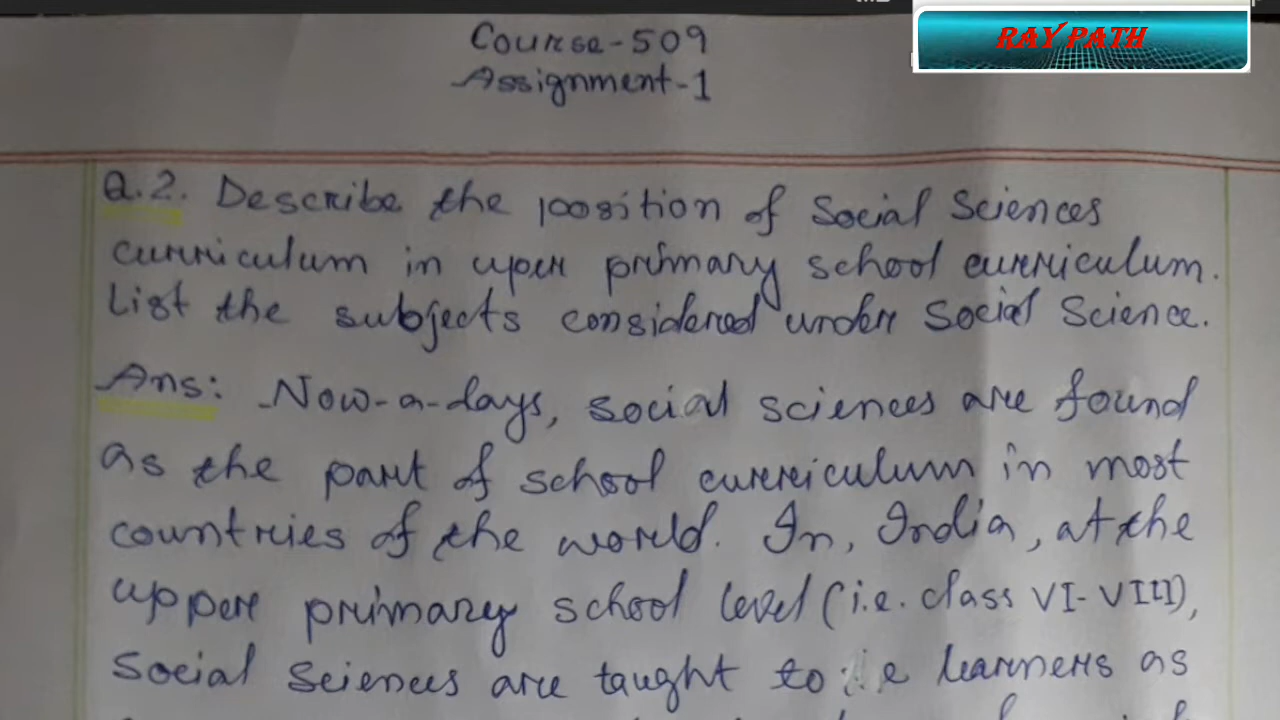 RAY PATH
Course-509
Assignment-1
Q.2. Describe the position of Social Sciences
curriculum in uper primary school curriculum.
List the subjects considered under Social Science.
Ans: Now-a-days, social sciences are found
as the part of school curriculum in most
countries of the world. In, India, at the
upper primary school level (i.e. class VI-VIII),
Social Sciences are taught to learners as